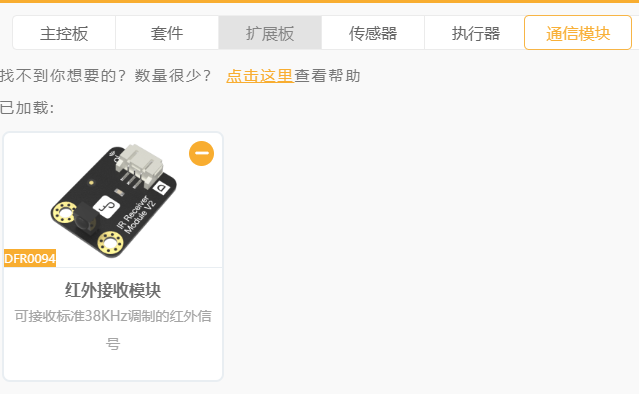 主控板 套件 扩展板 传感器 执行器 通信模块
找不到你想要的？数量很少？ 点击这里查看帮助
已加载:
D
IR Receiver
Module V2
DFR0094
红外接收模块
可接收标准38KHz调制的红外信
号